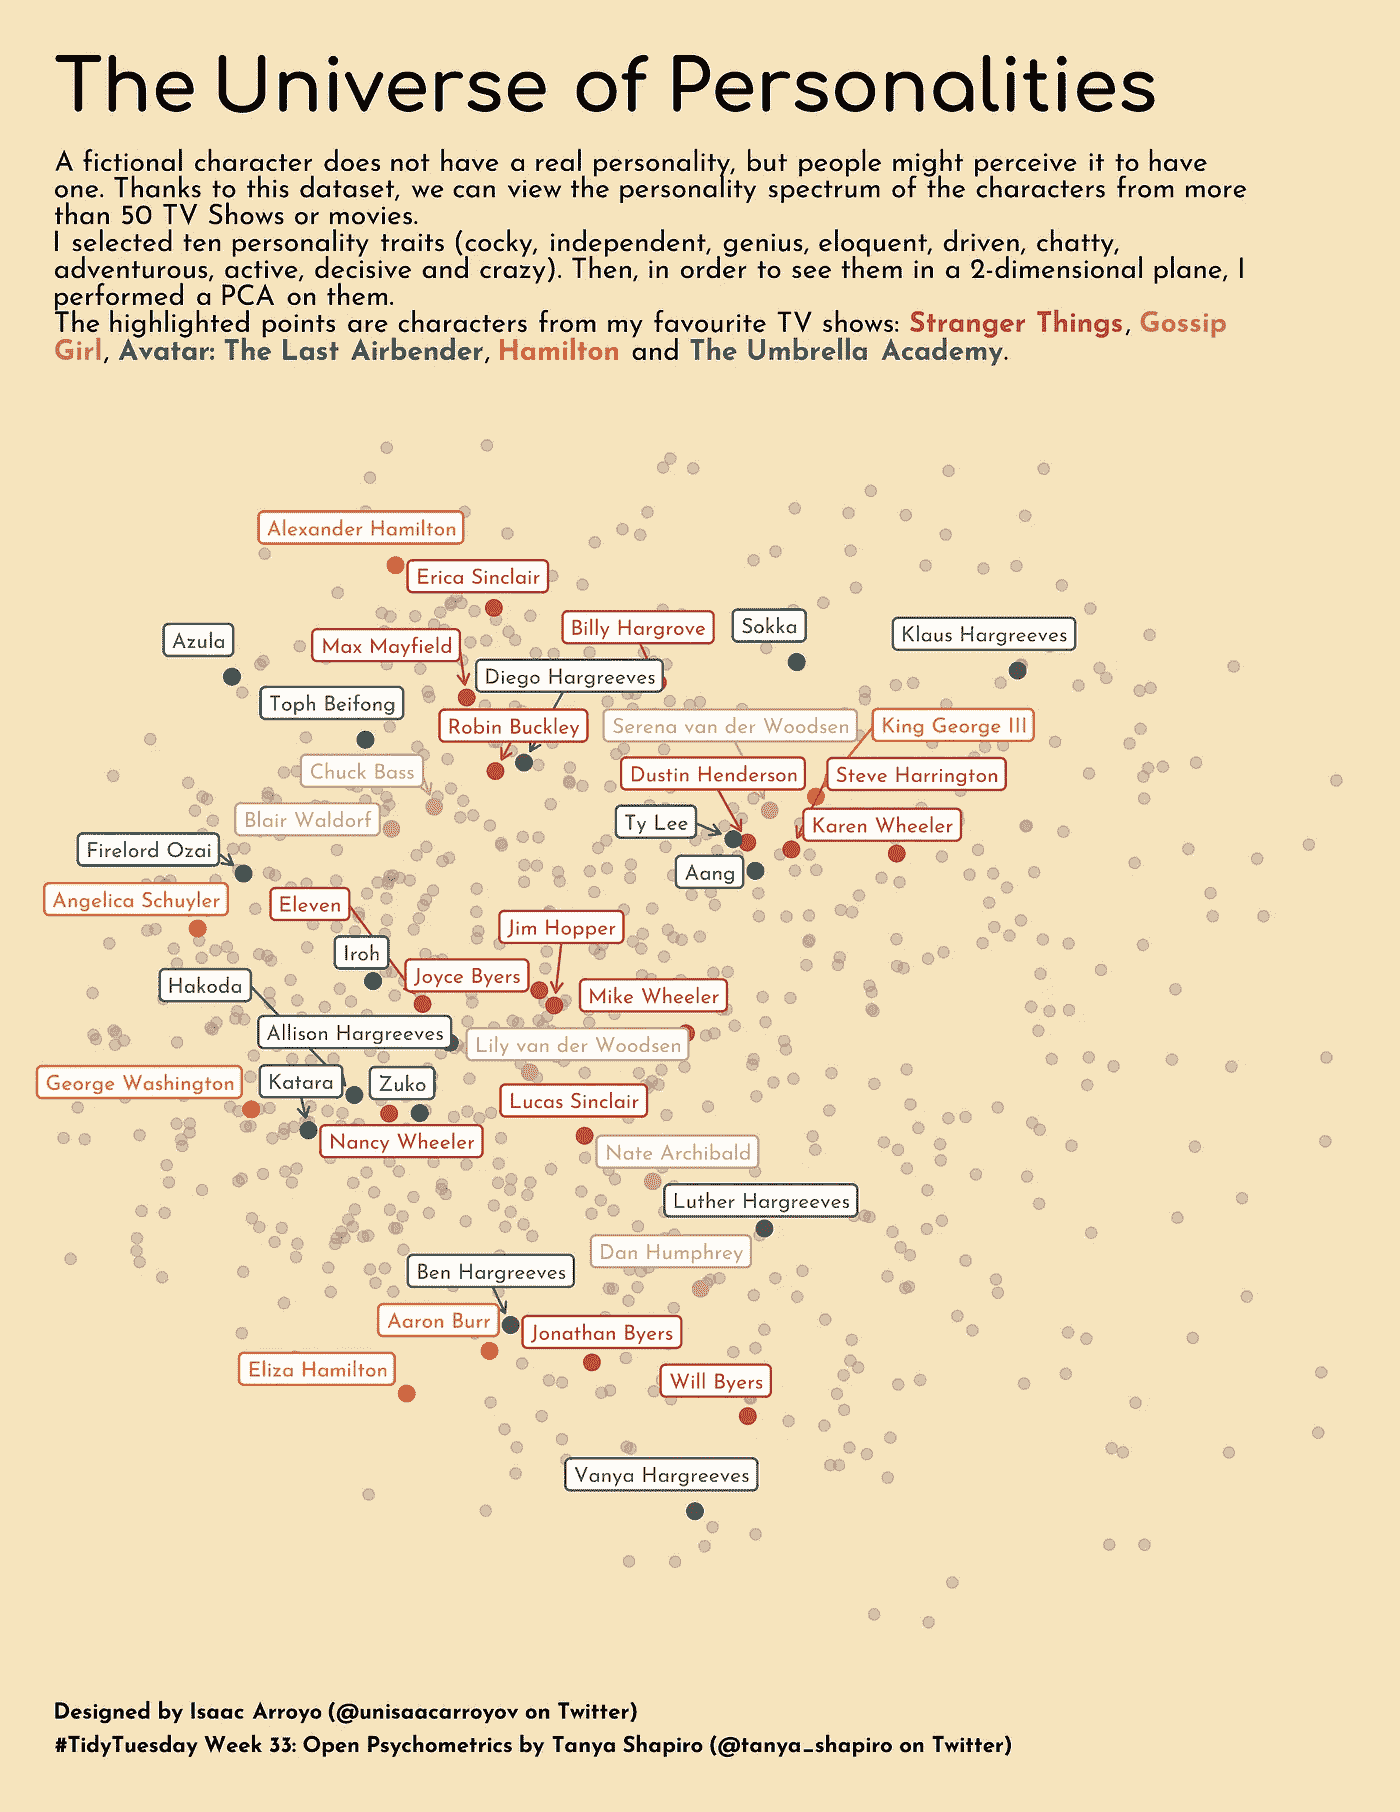 The Universe of Personalities
A fictional character does not have a real personality, but people might perceive it to have
one. Thanks to this dataset, we can view the personality spectrum of the characters from more
than 50 TV Shows or movies.
I selected ten personality traits (cocky, independent, genius, eloquent, driven, chatty,
adventurous, active, decisive and crazy). Then, in order to see them in a 2-dimensional plane, I
performed a PCA on them.
The highlighted points are characters from my favourite TV shows: Stranger Things, Gossip
Girl, Avatar: The Last Airbender, Hamilton and The Umbrella Academy.
Alexander Hamilton
Erica Sinclair
Billy Hargrove
Sokka
Klaus Hargreeves
Azula
Max Mayfield
Diego Hargreeves
Toph Beifong
Robin Buckley
Serena van der Woodsen
King George III
Chuck Bass
Dustin Henderson
Steve Harrington
Blair Waldorf
Ty Lee
Karen Wheeler
Firelord Ozai
Aang
Angelica Schuyler
Eleven
Jim Hopper
Iroh
Joyce Byers
Hakoda
Mike Wheeler
Allison Hargreeves
Lily van der Woodsen
George Washington
Katara
Zuko
Lucas Sinclair
Nancy Wheeler
Nate Archibald
Luther Hargreeves
Dan Humphrey
Ben Hargreeves
Aaron Burr
Jonathan Byers
Eliza Hamilton
Will Byers
Vanya Hargreeves
Designed by Isaac Arroyo (@unisaacarroyov on Twitter)
#TidyTuesday Week 33: Open Psychometrics by Tanya Shapiro (@tanya_shapiro on Twitter)